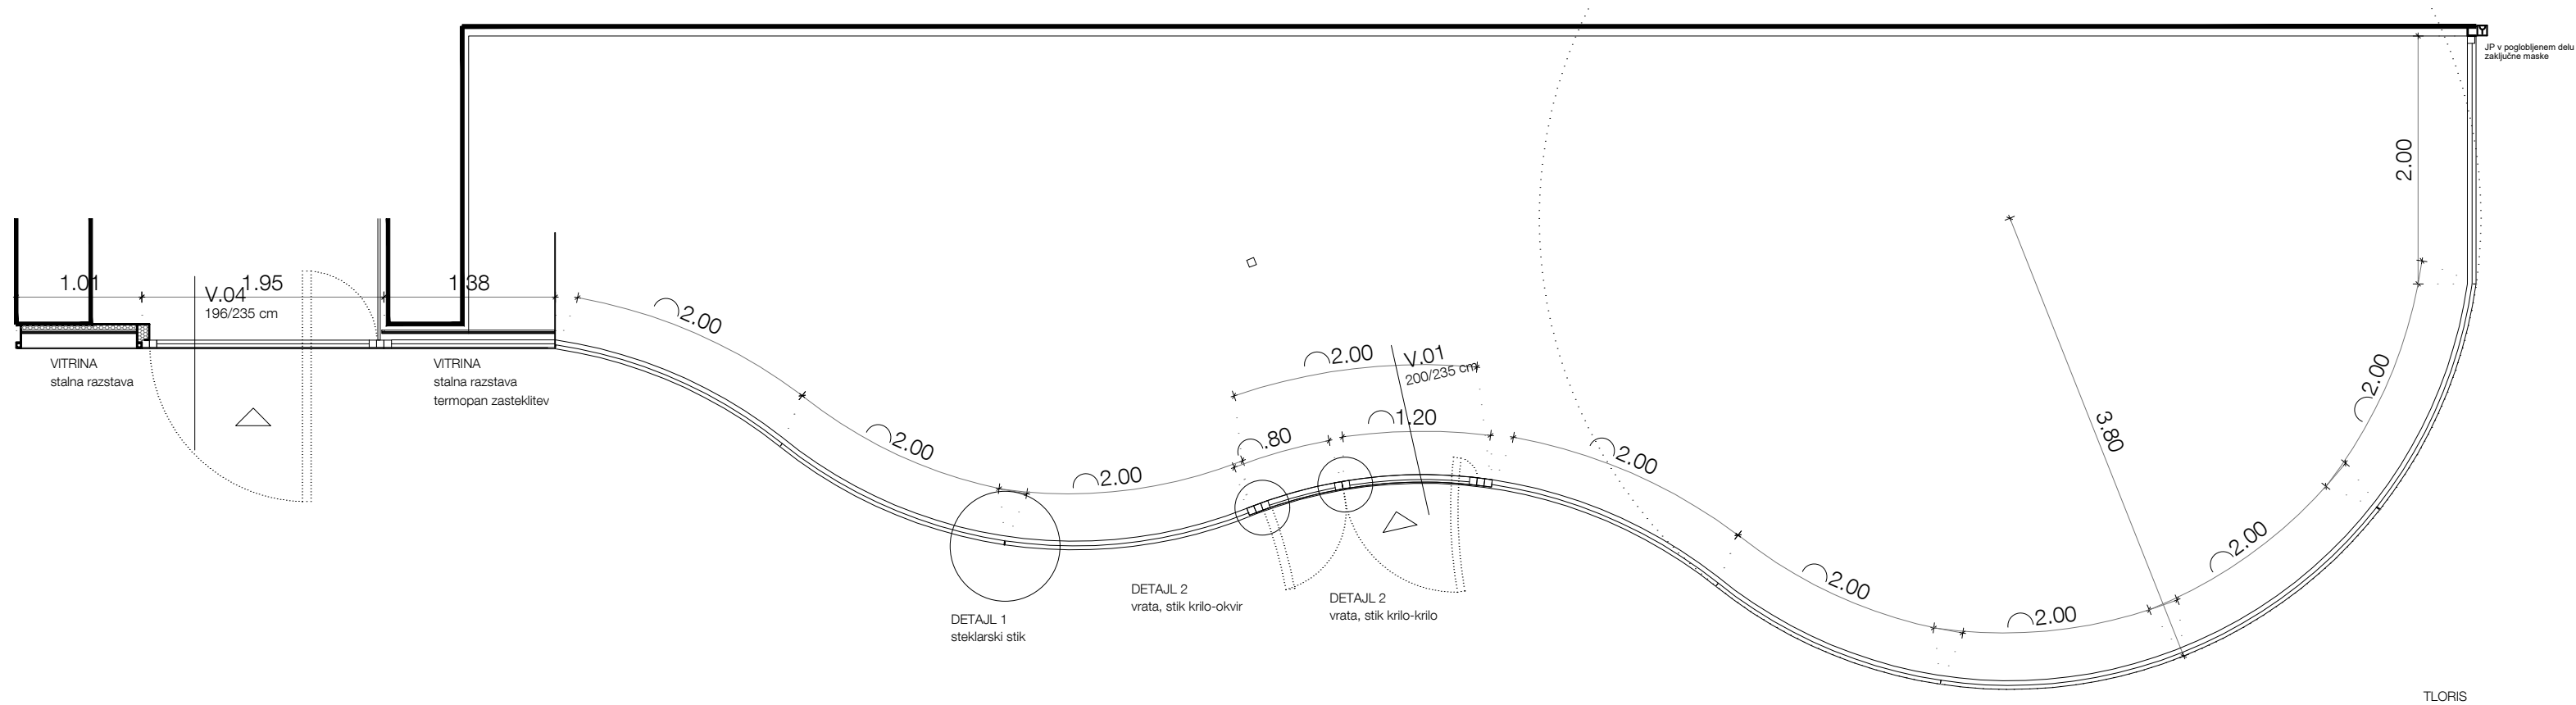 JP v poglobljenem delu
zaključne maske
2.00
1.01
1.95
1.38
V.04
196/235 cm
VITRINA
stalna razstava
VITRINA
stalna razstava
termopan zasteklitev
2.00
2.00
2.00
2.00
V.01
200/235 cm
.80
1.20
2.00
2.00
2.00
2.00
2.00
3.80
DETAJL 1
steklarski stik
DETAJL 2
vrata, stik krilo-okvir
DETAJL 2
vrata, stik krilo-krilo
TLORIS